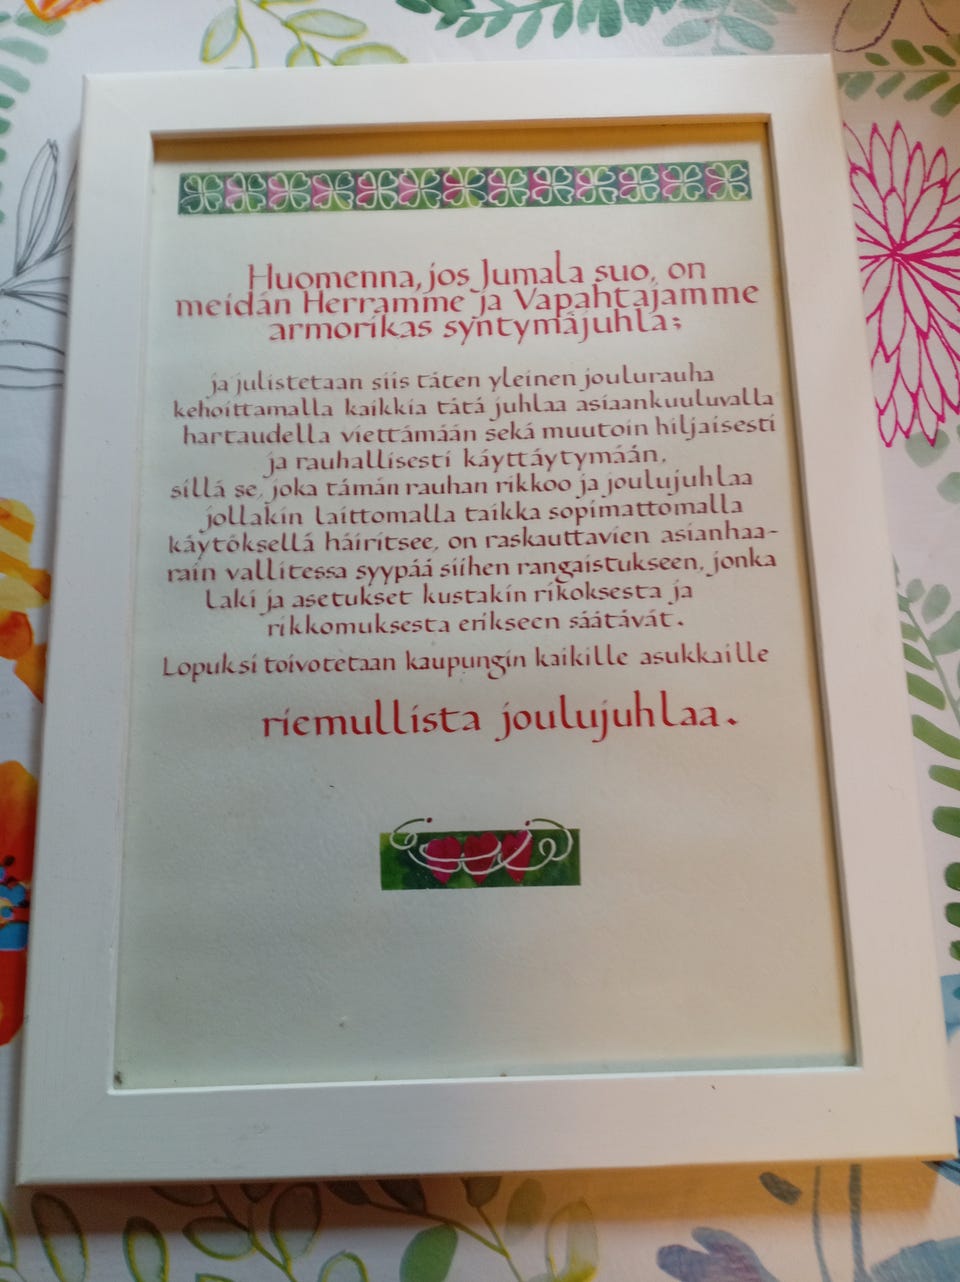 Huomenna, jos Jumala suo, on
meidän Herramme ja Vapahtajamme
armorikas syntymäjuhla;
ja julistetaan siis täten yleinen joulurauha
kehoittamalla kaikkia tätä juhlaa asiaankuuluvalla
hartaudella viettämään sekä muutoin hiljaisesti
ja rauhallisesti käyttäytymään,
sillä se, joka tämän rauhan rikkoo ja joulujuhlaa
jollakin laittomalla taikka sopimattomalla
käytöksellä häiritsee, on raskauttavien asianhaa-
rain vallitessa syypää siihen rangaistukseen, jonka
laki ja asetukset kustakin rikoksesta ja
rikkomuksesta erikseen säätävät.
Lopuksi toivotetaan kaupungin kaikille asukkaille
riemullista joulujuhlaa.